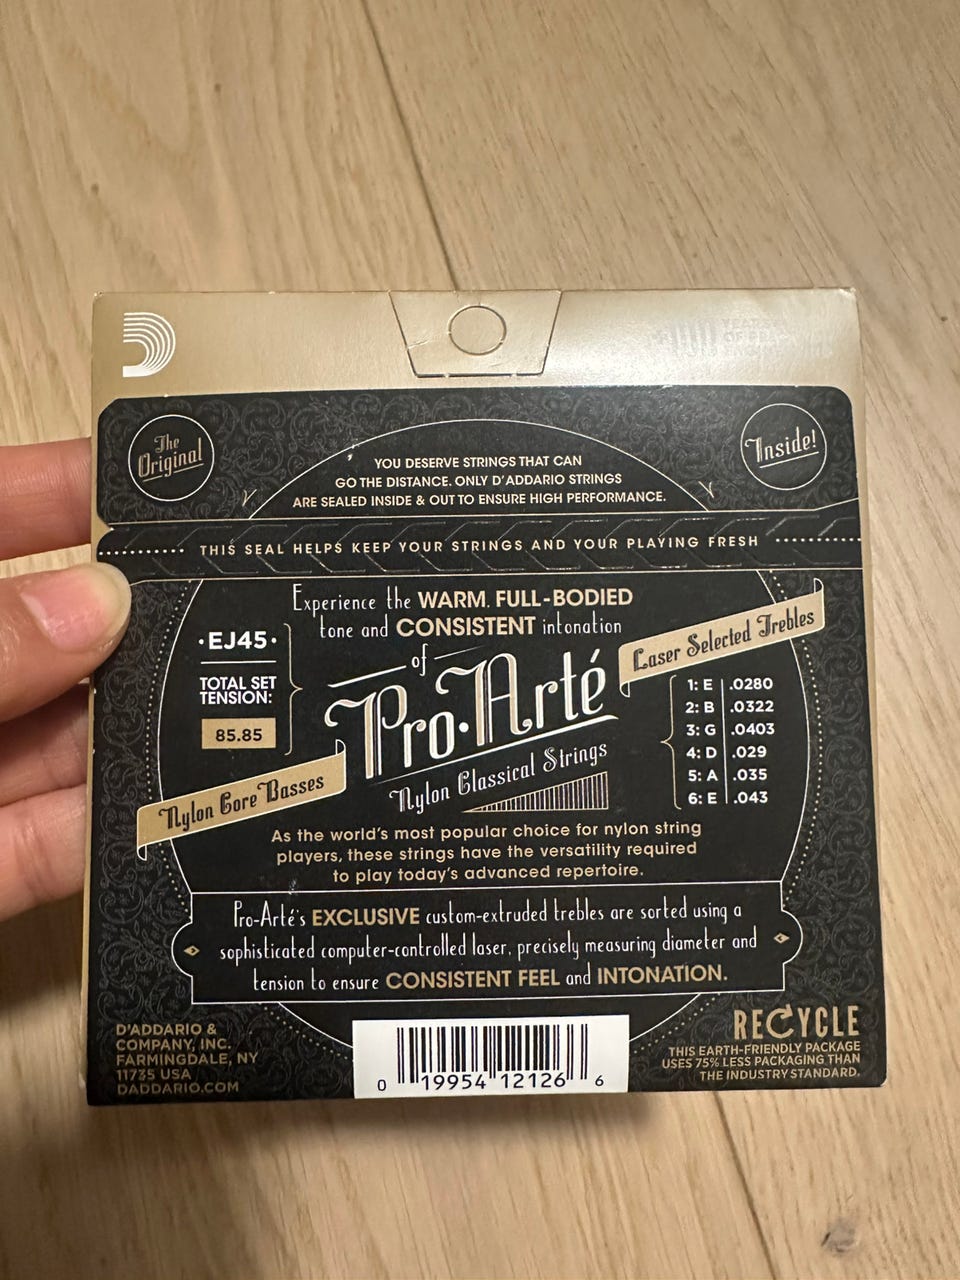 The
Original
Inside!
YOU DESERVE STRINGS THAT CAN
GO THE DISTANCE. ONLY D'ADDARIO STRINGS
ARE SEALED INSIDE & OUT TO ENSURE HIGH PERFORMANCE.
THIS SEAL HELPS KEEP YOUR STRINGS AND YOUR PLAYING FRESH
Experience the WARM, FULL-BODIED
tone and CONSISTENT intonation
of
Pro·Arté
Nylon Classical Strings
·EJ45·
TOTAL SET
TENSION:
85.85
Nylon Core Basses
Laser Selected Trebles
1: E .0280
2: B .0322
3: G .0403
4: D .029
5: A .035
6: E .043
As the world's most popular choice for nylon string
players, these strings have the versatility required
to play today's advanced repertoire.
Pro-Arté's EXCLUSIVE custom-extruded trebles are sorted using a
sophisticated computer-controlled laser, precisely measuring diameter and
tension to ensure CONSISTENT FEEL and INTONATION.
D'ADDARIO &
COMPANY, INC.
FARMINGDALE, NY
11735 USA
DADDARIO.COM
0 19954 12126 6
RECYCLE
THIS EARTH-FRIENDLY PACKAGE
USES 75% LESS PACKAGING THAN
THE INDUSTRY STANDARD.